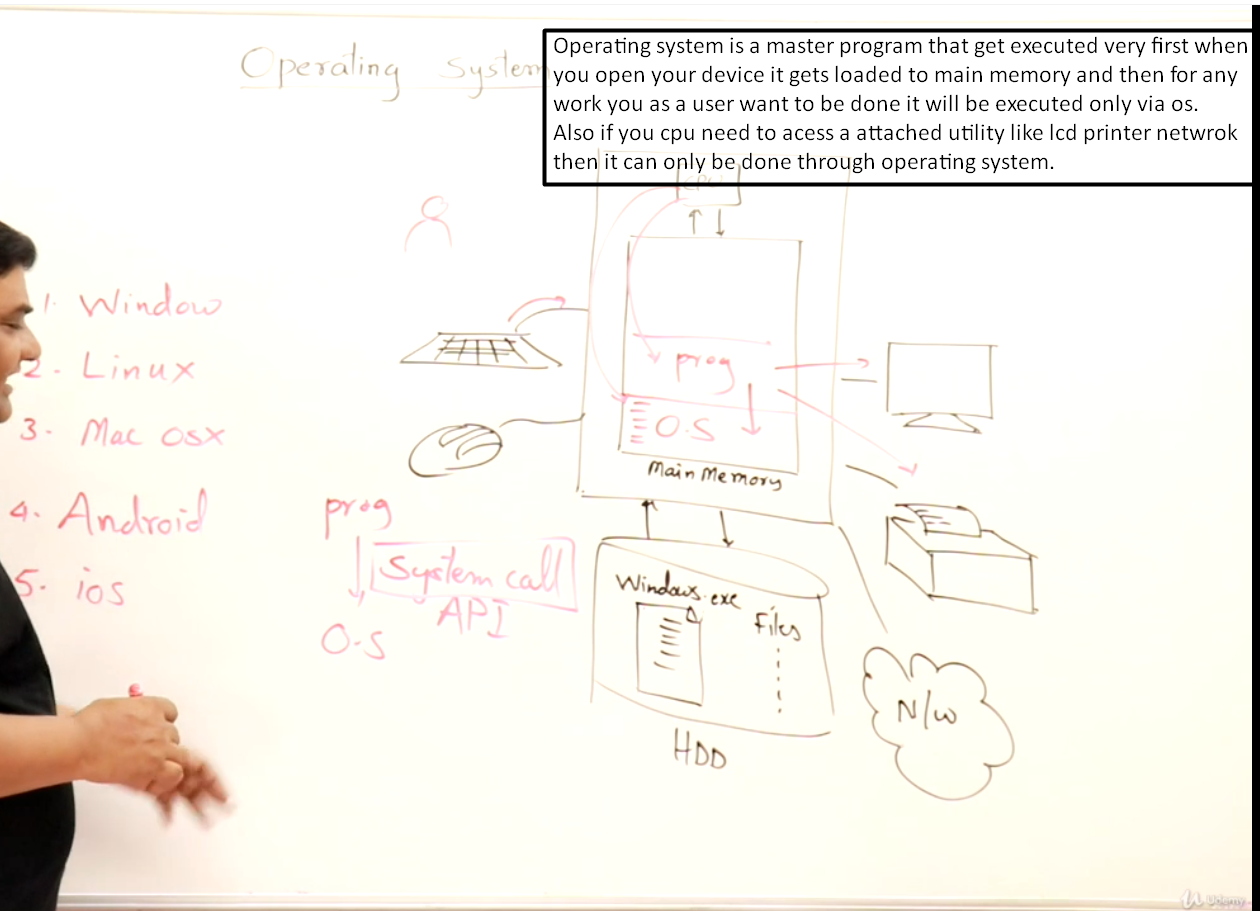 Operating System
Operating system is a master program that get executed very first when
you open your device it gets loaded to main memory and then for any
work you as a user want to be done it will be executed only via os.
Also if you cpu need to acess a attached utility like lcd printer netwrok
then it can only be done through operating system.
CPU
1. Window
2. Linux
3. Mac osx
4. Android
5. ios
prog
O.S
Main Memory
prog
System call
API
O.S
Windows.exe
Files
HDD
N/W
Udemy